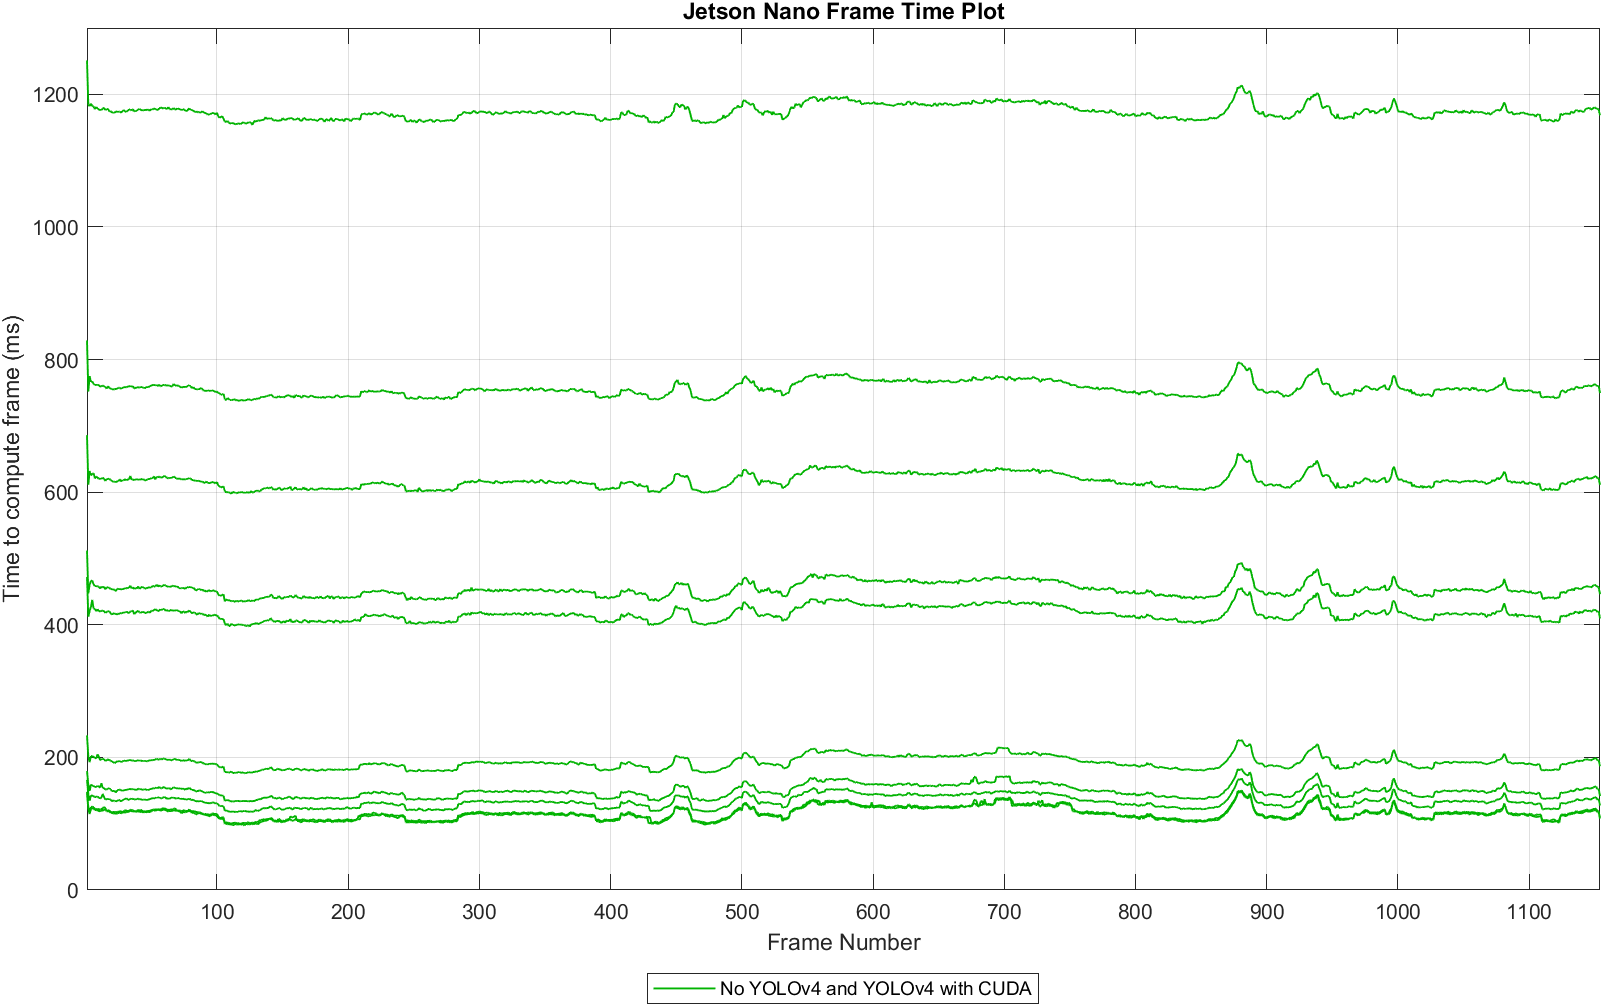 Jetson Nano Frame Time Plot
Time to compute frame (ms)
1200
1000
800
600
400
200
0
100 200 300 400 500 600 700 800 900 1000 1100
Frame Number
No YOLOv4 and YOLOv4 with CUDA